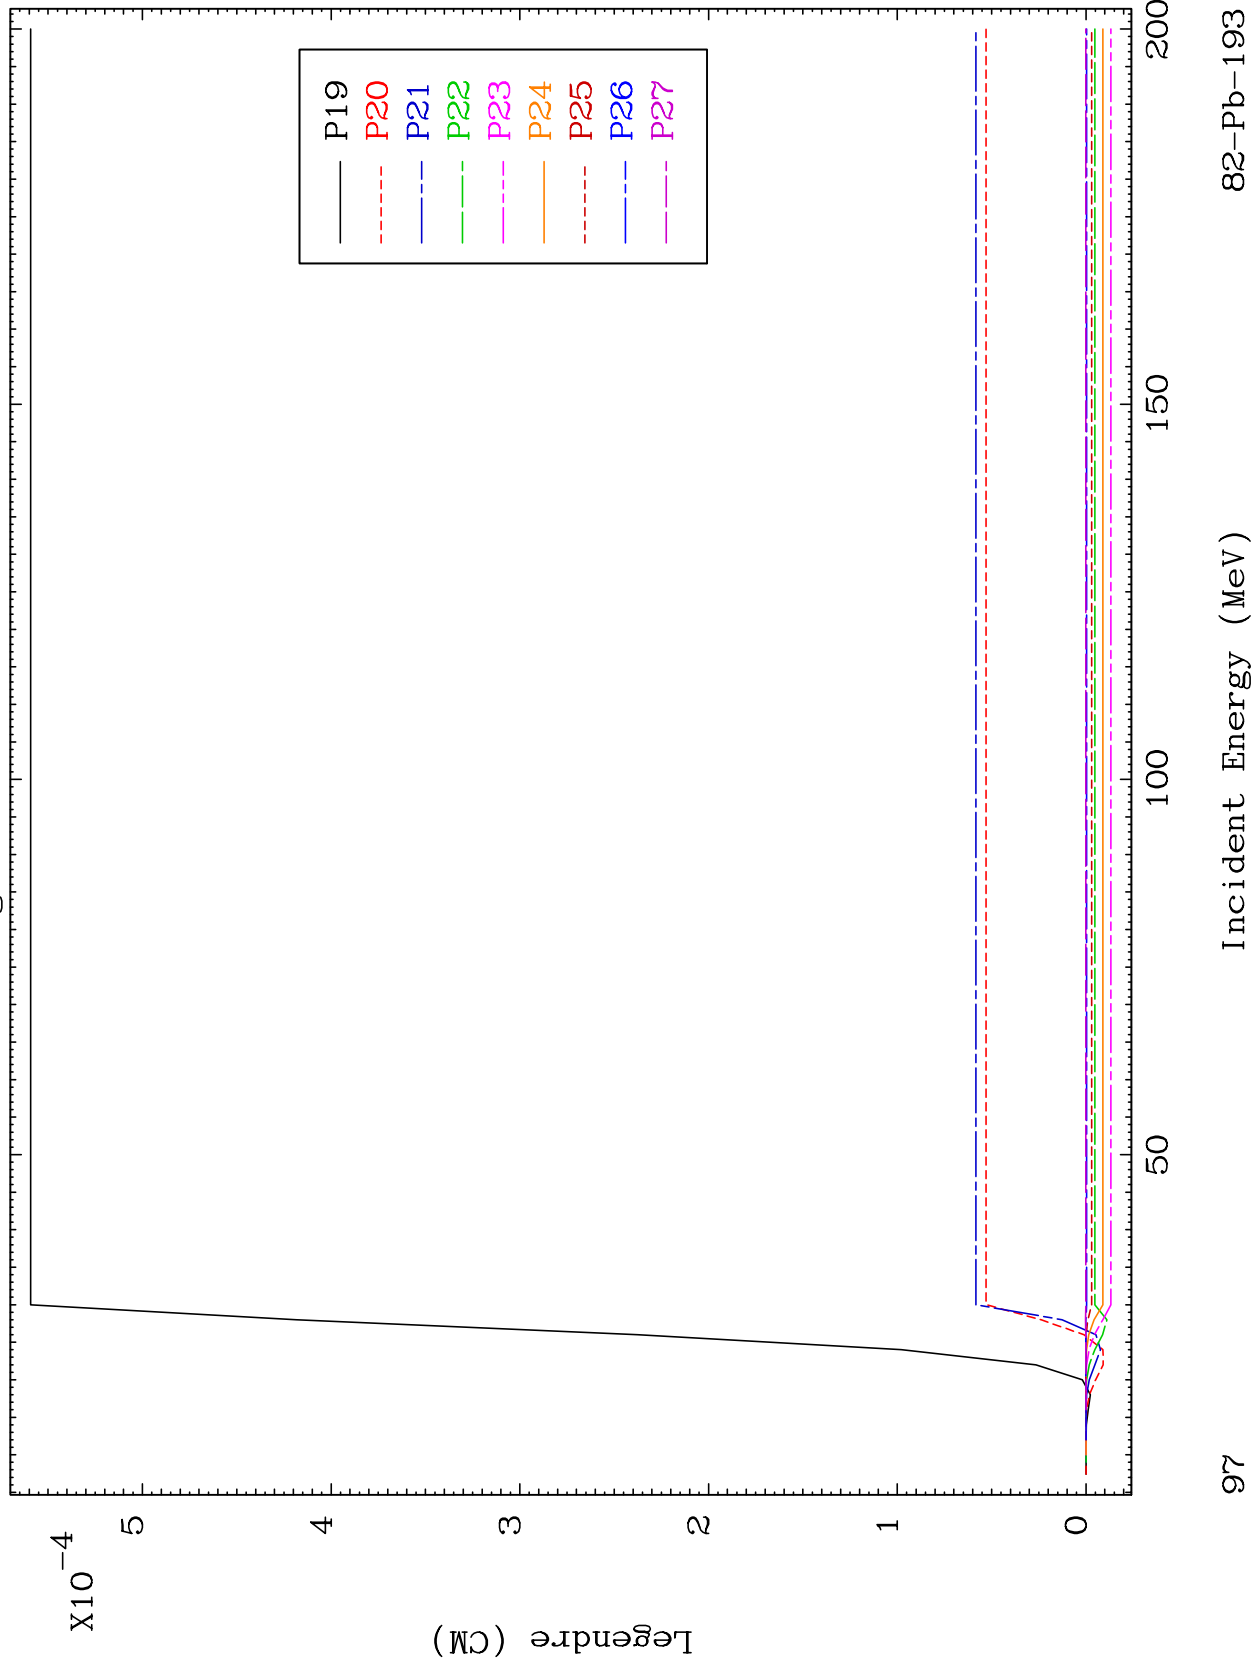 X10-4
Legendre (CM)
5
4
3
2
1
0
50
100
150
200
P19
P20
P21
P22
P23
P24
P25
P26
P27
Incident Energy (MeV)
97
82-Pb-193